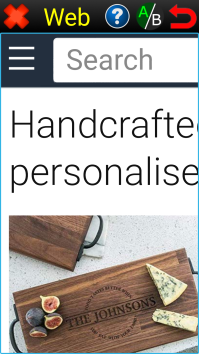 Web
?
A/B
Search
Handcrafted
personalise
THE JOHNSONS